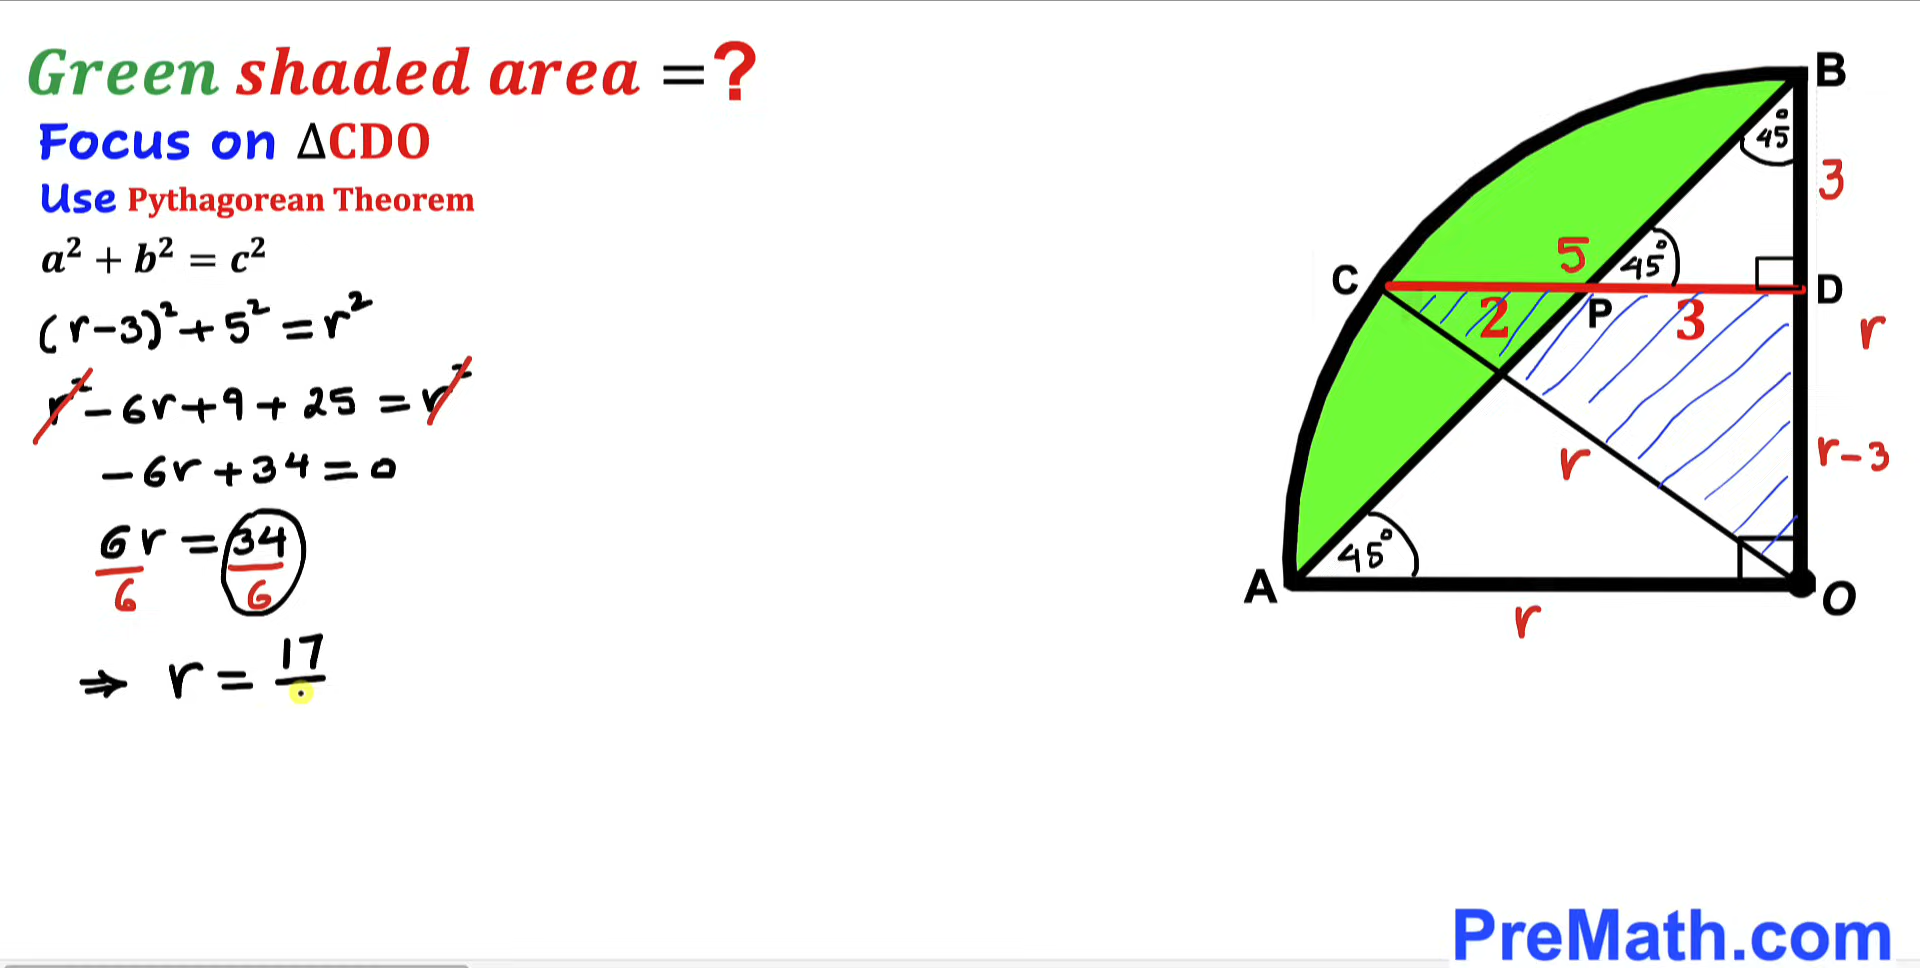 Green shaded area =?
Focus on ΔCDO
Use Pythagorean Theorem
a² + b² = c²
(r-3)² + 5² = r²
r² - 6r + 9 + 25 = r²
- 6r + 34 = 0
6r = 34
6 6
⇒ r = 17
B
45°
3
5
45°
C
D
2
P
3
r
r
r-3
45°
A
O
r
PreMath.com